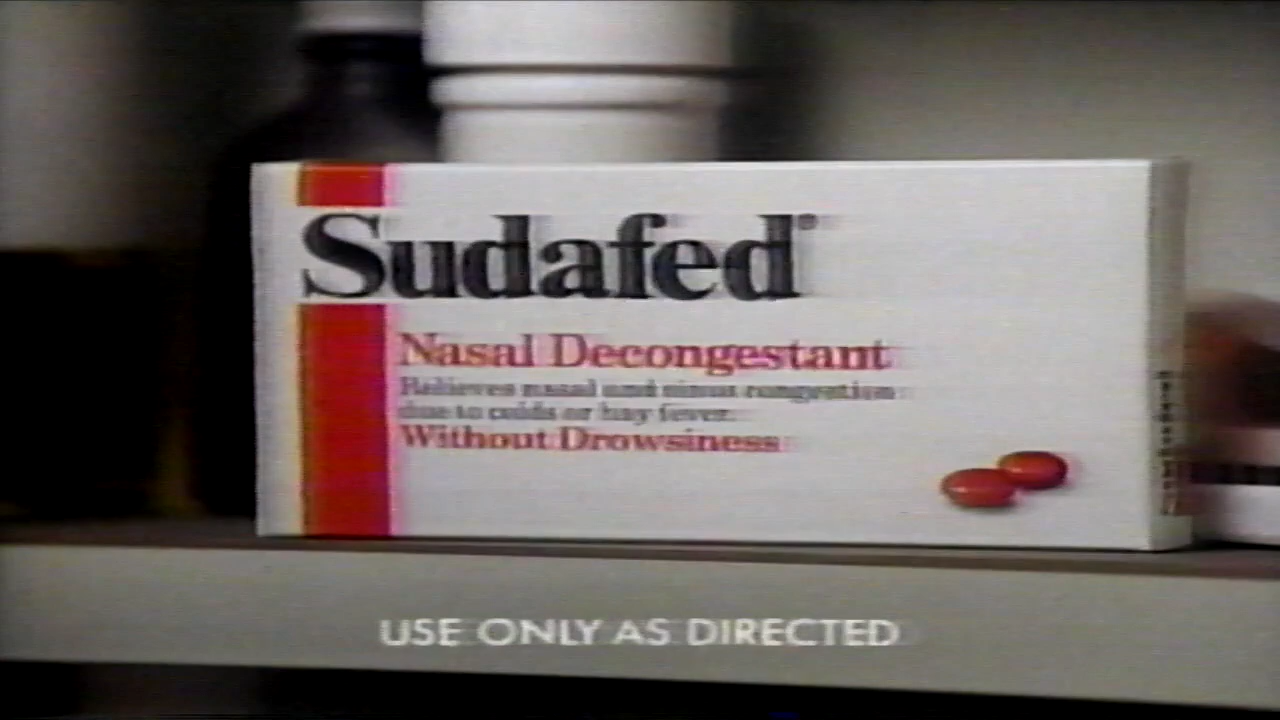 Sudafed®
Nasal Decongestant
Relieves nasal and sinus congestion
due to colds or hay fever.
Without Drowsiness
USE ONLY AS DIRECTED